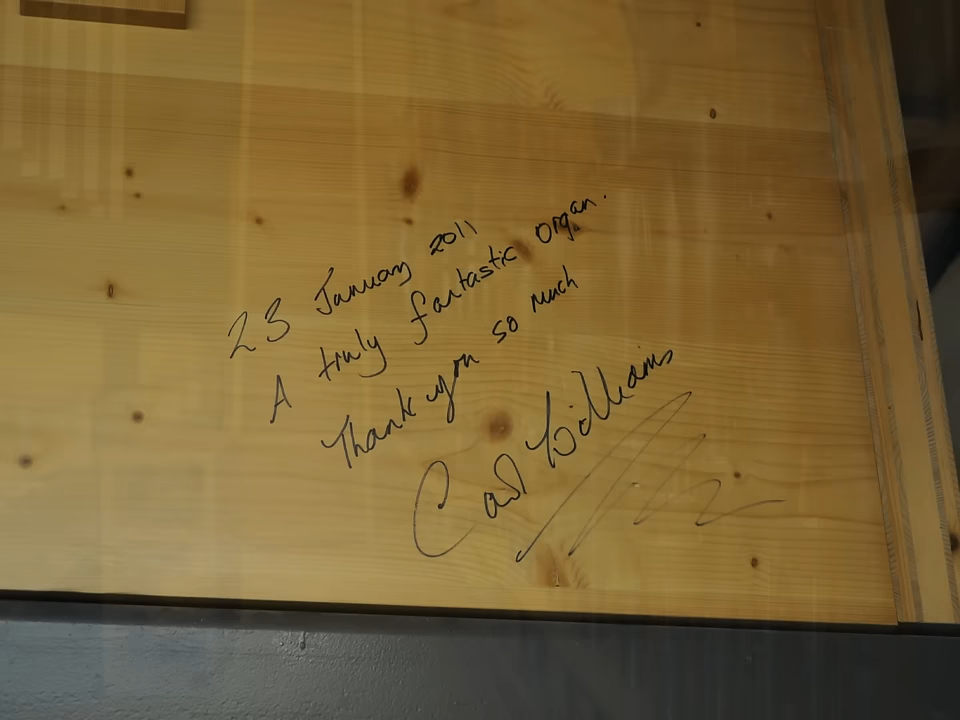 23 January 2011
A truly fantastic organ.
Thank you so much
Carl Williams